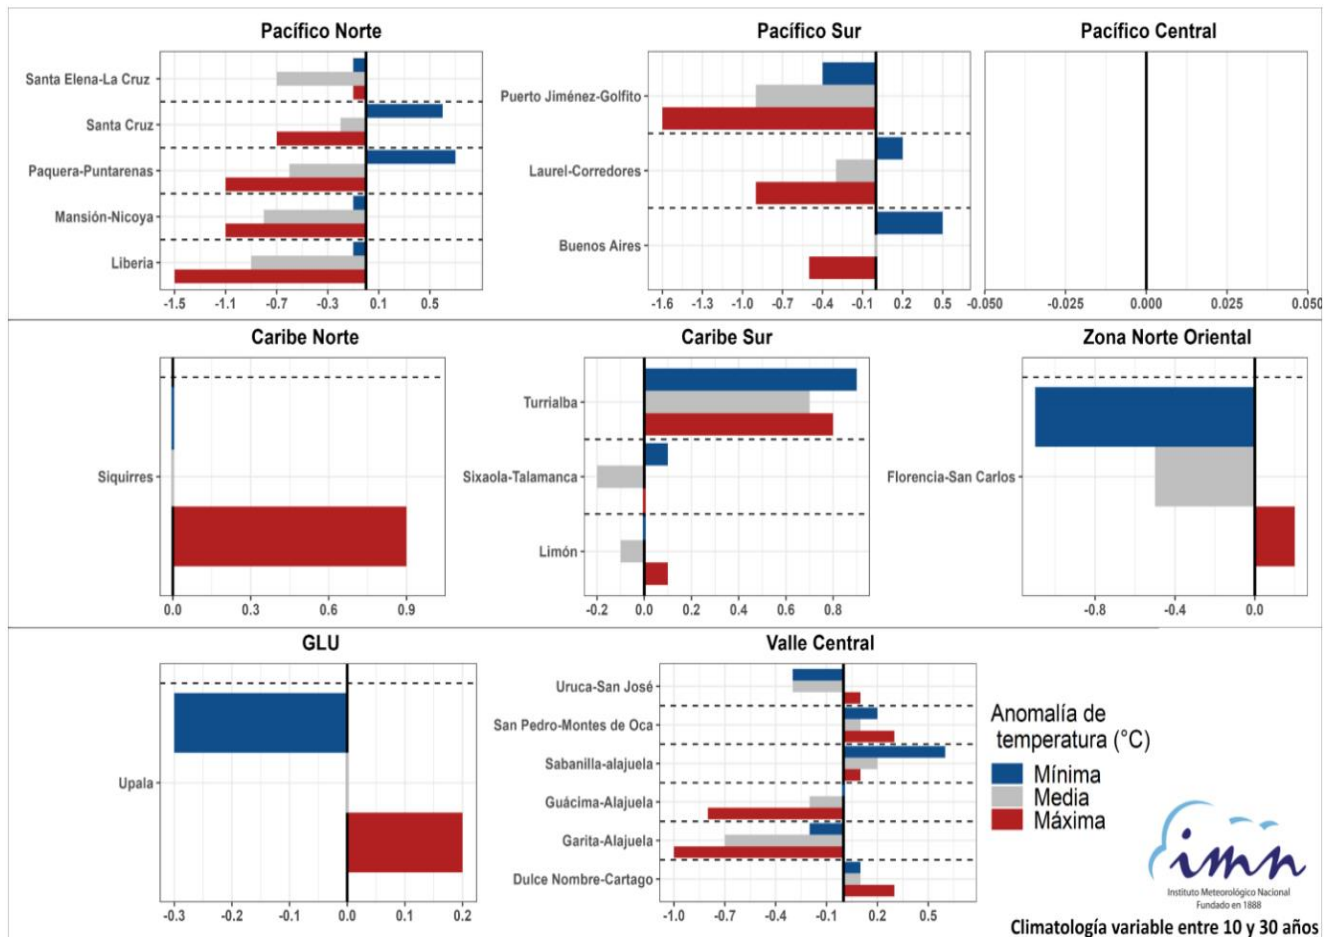 Pacífico Norte
Santa Elena-La Cruz
Santa Cruz
Paquera-Puntarenas
Mansión-Nicoya
Liberia
-1.5 -1.1 -0.7 -0.3 0.1 0.5
Pacífico Sur
Puerto Jiménez-Golfito
Laurel-Corredores
Buenos Aires
-1.6 -1.3 -1.0 -0.7 -0.4 -0.1 0.2 0.5
Pacífico Central
-0.050 -0.025 0.000 0.025 0.050
Caribe Norte
Siquirres
0.0 0.3 0.6 0.9
Caribe Sur
Turrialba
Sixaola-Talamanca
Limón
-0.2 0.0 0.2 0.4 0.6 0.8
Zona Norte Oriental
Florencia-San Carlos
-0.8 -0.4 0.0
GLU
Upala
-0.3 -0.2 -0.1 0.0 0.1 0.2
Valle Central
Uruca-San José
San Pedro-Montes de Oca
Sabanilla-alajuela
Guácima-Alajuela
Garita-Alajuela
Dulce Nombre-Cartago
-1.0 -0.7 -0.4 -0.1 0.2 0.5
Anomalía de
temperatura (°C)
Mínima
Media
Máxima
imn
Instituto Meteorológico Nacional
Fundado en 1888
Climatología variable entre 10 y 30 años